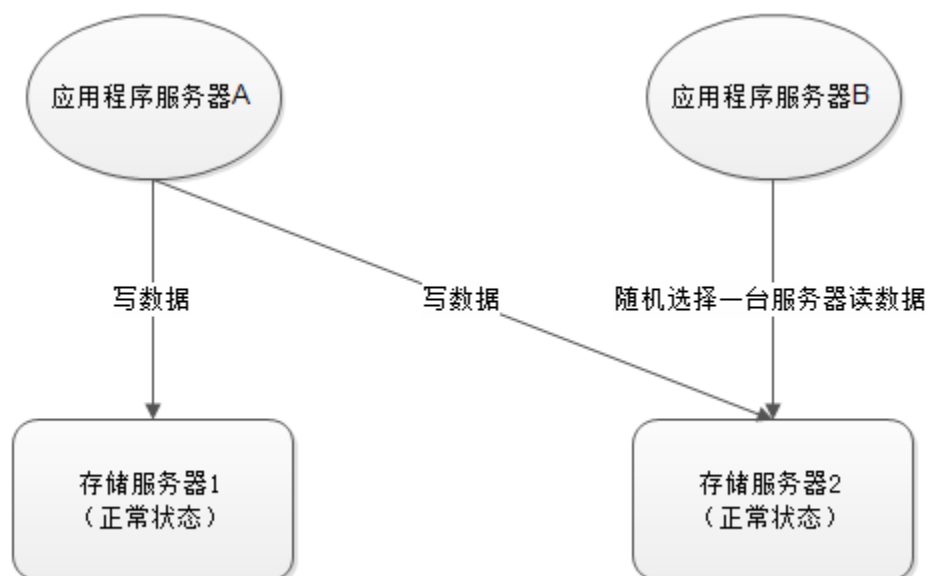 应用程序服务器A
应用程序服务器B
写数据
写数据
随机选择一台服务器读数据
存储服务器1
（正常状态）
存储服务器2
（正常状态）